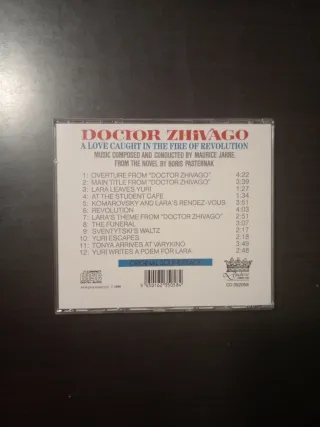 DOCTOR ZHIVAGO
A LOVE CAUGHT IN THE FIRE OF REVOLUTION
MUSIC COMPOSED AND CONDUCTED BY MAURICE JARRE,
FROM THE NOVEL BY BORIS PASTERNAK
1: OVERTURE FROM "DOCTOR ZHIVAGO" 4:22
2: MAIN TITLE FROM "DOCTOR ZHIVAGO" 3:39
3: LARA LEAVES YURI 1:27
4: AT THE STUDENT CAFE 1:34
5: KOMAROVSKY AND LARA'S RENDEZ-VOUS 3:51
6: REVOLUTION 4:03
7: LARA'S THEME FROM "DOCTOR ZHIVAGO" 2:51
8: THE FUNERAL 3:07
9: SVENTYTSKI'S WALTZ 2:17
10: YURI ESCAPES 2:18
11: TONYA ARRIVES AT VARYKINO 3:48
12: YURI WRITES A POEM FOR LARA 2:48
COMPACT
disc
DIGITAL AUDIO